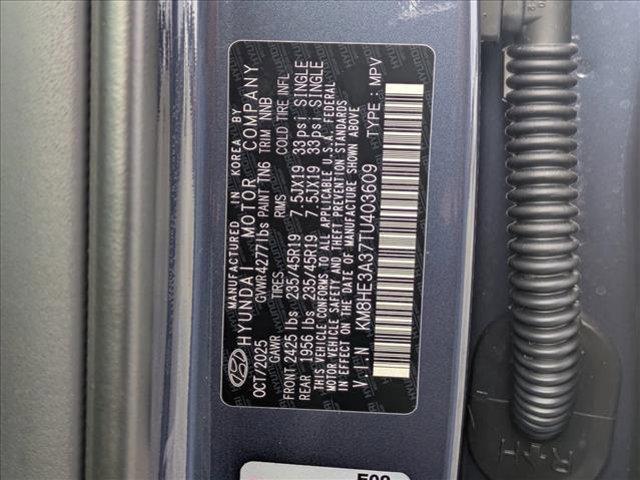 MANUFACTURED IN KOREA BY
HYUNDAI MOTOR COMPANY
OCT/2025 GVWR 4277lbs PAINT TN6 TRIM NNB
GAWR TIRES RIMS COLD TIRE INFL
FRONT 2425 lbs 235/45R19 7.5JX19 33psi SINGLE
REAR 1956 lbs 235/45R19 7.5JX19 33psi SINGLE
THIS VEHICLE CONFORMS TO ALL APPLICABLE U.S.A. FEDERAL
MOTOR VEHICLE SAFETY AND THEFT PREVENTION STANDARDS
IN EFFECT ON THE DATE OF MANUFACTURE SHOWN ABOVE
V.I.N KM8HE3A37TU403609 TYPE : MPV